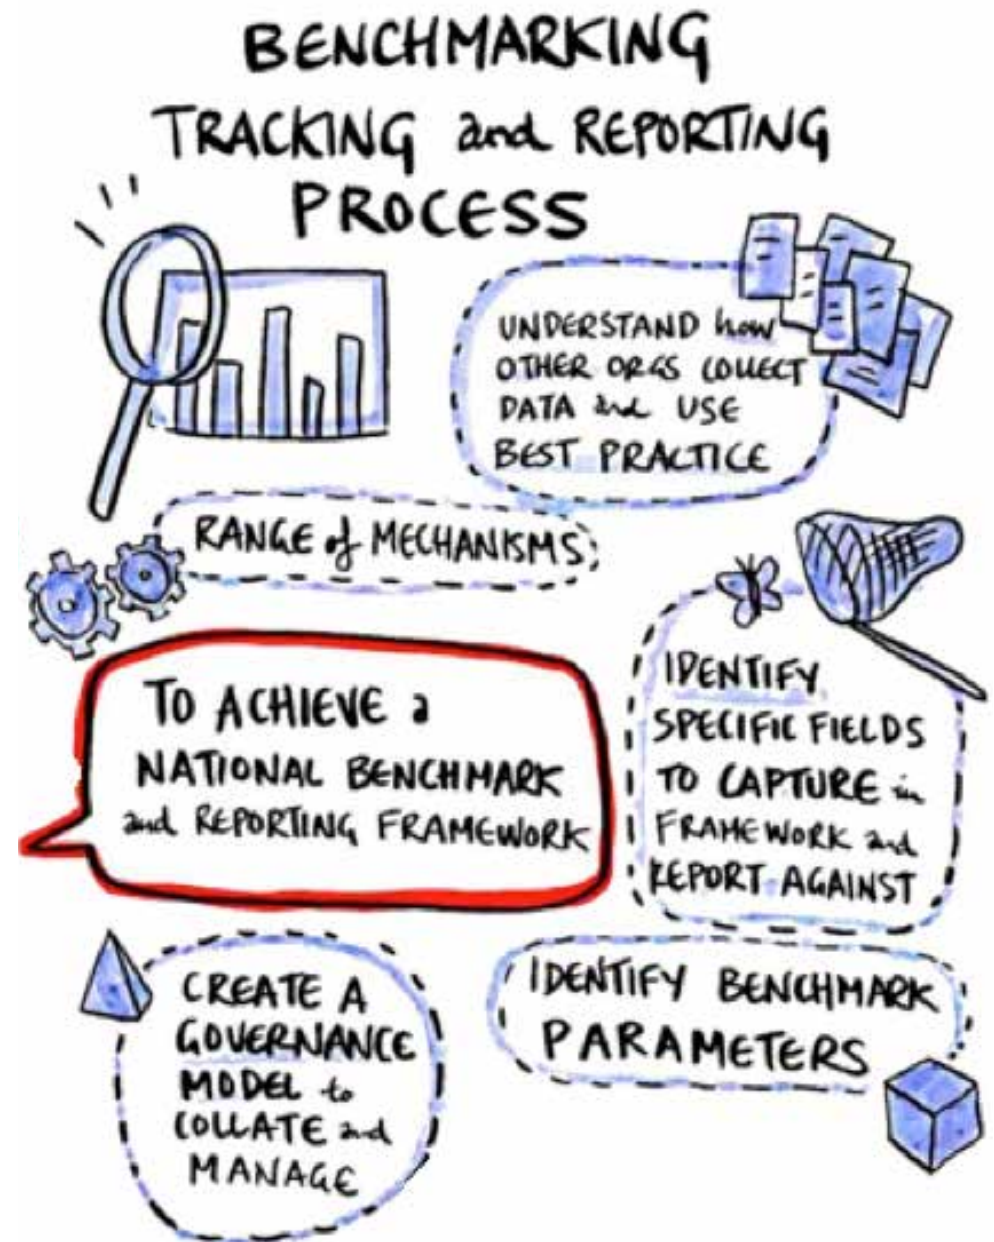 BENCHMARKING
TRACKING and REPORTING
PROCESS
UNDERSTAND how
OTHER ORGS COLLECT
DATA and USE
BEST PRACTICE
RANGE of MECHANISMS
TO ACHIEVE a
NATIONAL BENCHMARK
and REPORTING FRAMEWORK
IDENTIFY
SPECIFIC FIELDS
TO CAPTURE in
FRAMEWORK and
REPORT AGAINST
CREATE A
GOVERNANCE
MODEL to
COLLATE and
MANAGE
IDENTIFY BENCHMARK
PARAMETERS